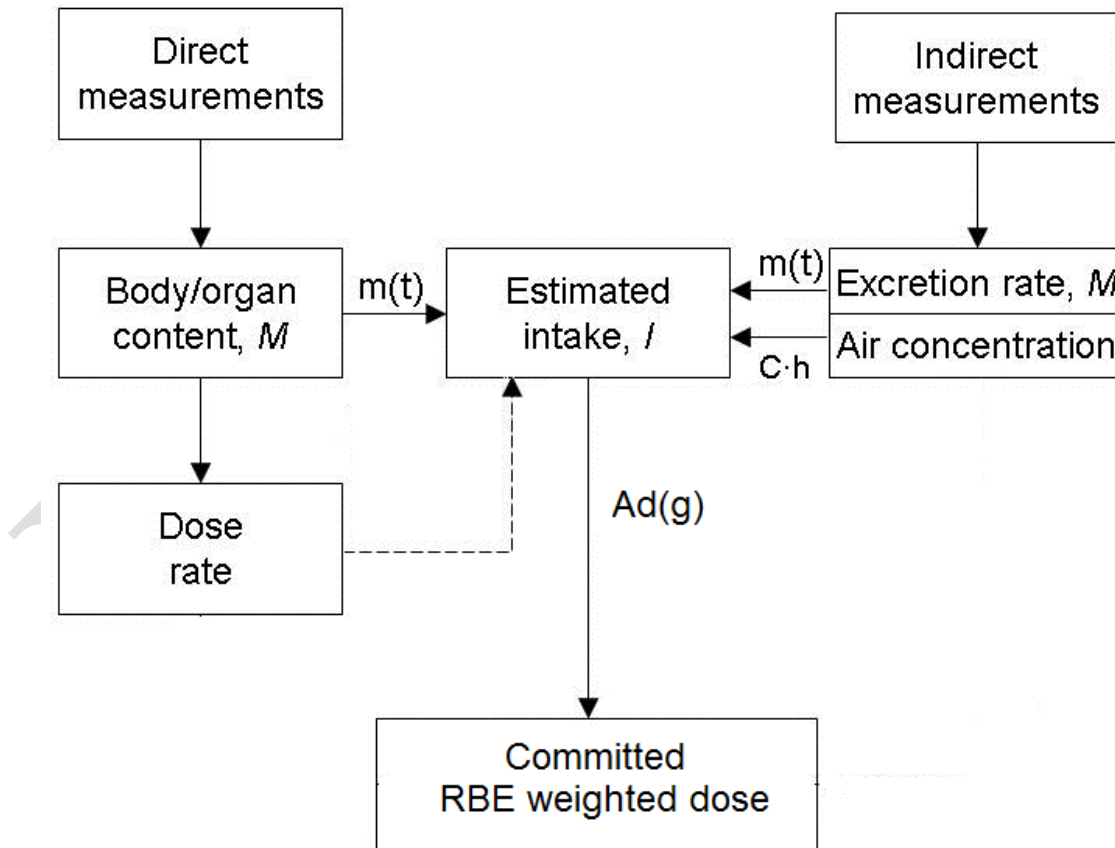 Direct
measurements
Indirect
measurements
Body/organ
content, M
m(t)
Estimated
intake, I
m(t)
C·h
Excretion rate, M
Air concentration
Dose
rate
Ad(g)
Committed
RBE weighted dose